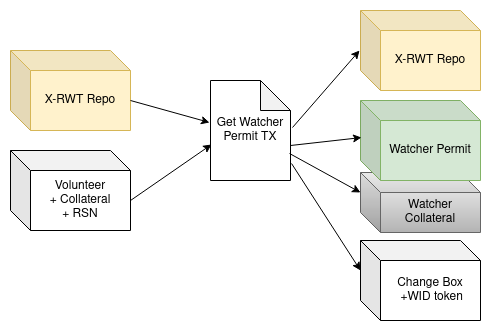 X-RWT Repo
Volunteer
+ Collateral
+ RSN
Get Watcher
Permit TX
X-RWT Repo
Watcher Permit
Watcher
Collateral
Change Box
+WID token